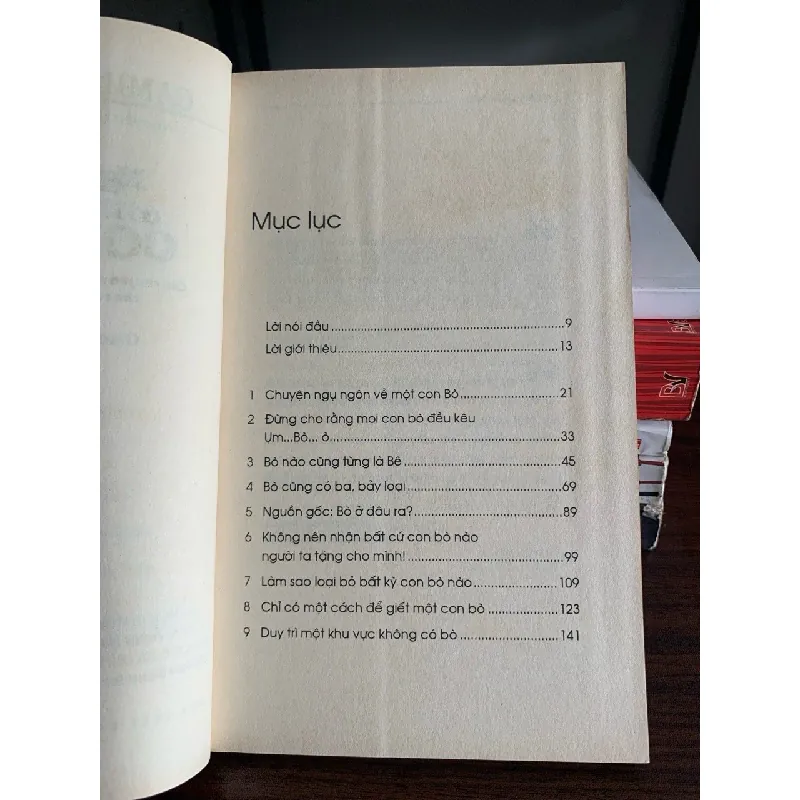 Mục lục
Lời nói đầu..........9
Lời giới thiêu..........13
1 Chuyện ngụ ngôn về một con Bò..........21
2 Đừng cho rằng mọi con bò đều kêu
Ụm...Bò... ò..........33
3 Bò nào cũng từng là Bê..........45
4 Bò cũng có ba, bảy loại..........69
5 Nguồn gốc: Bò ở đâu ra?..........89
6 Không nên nhận bất cứ con bò nào
người ta tặng cho mình!..........99
7 Làm sao loại bỏ bất kỳ con bò nào..........109
8 Chỉ có một cách để giết một con bò..........123
9 Duy trì một khu vực không có bò..........141